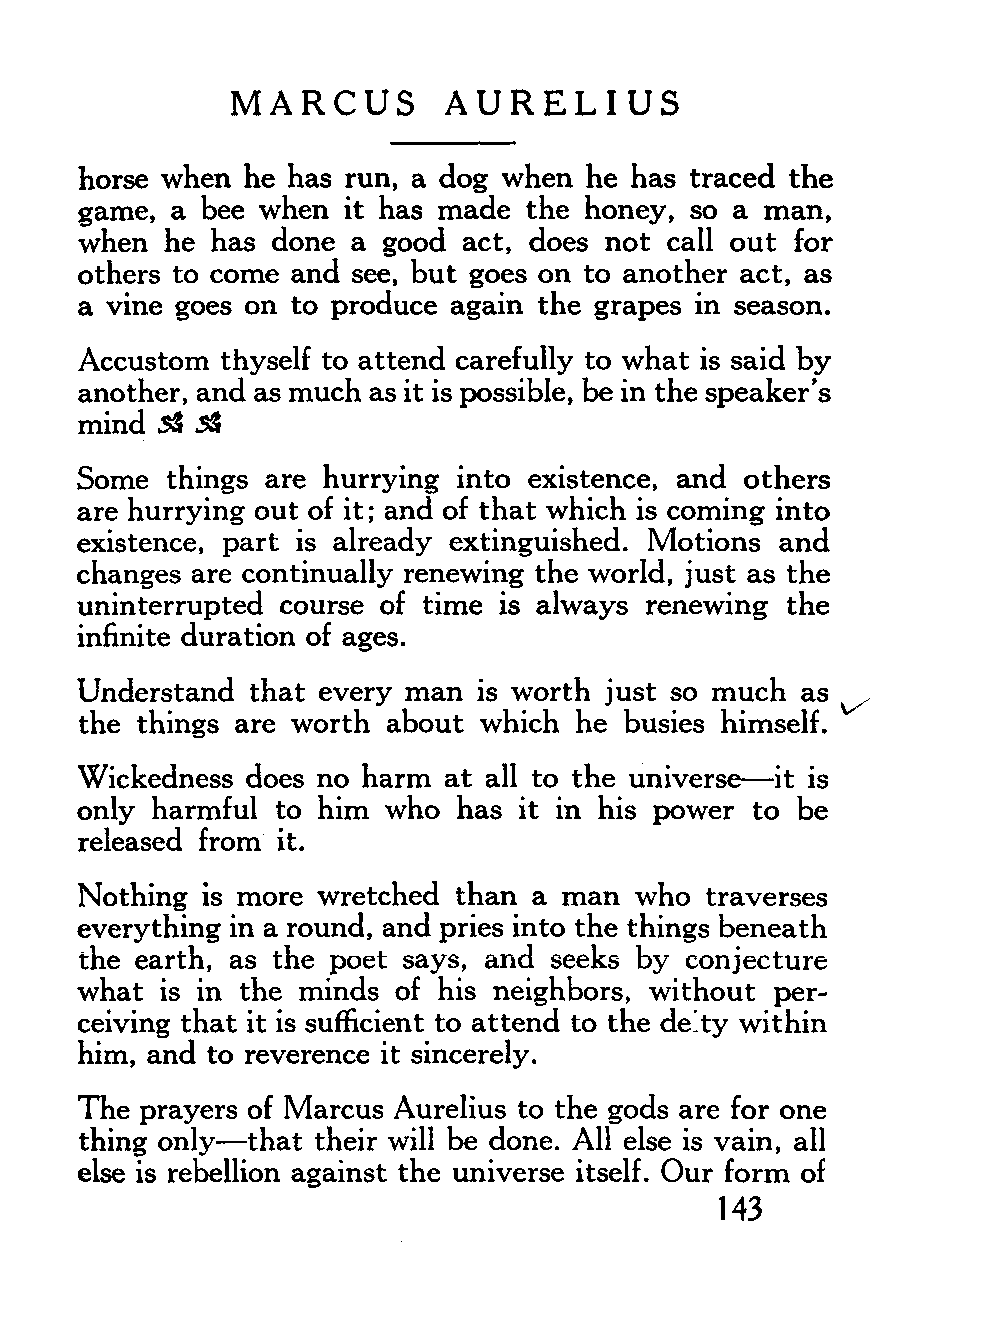 MARCUS AURELIUS
horse when he has run, a dog when he has traced the
game, a bee when it has made the honey, so a man,
when he has done a good act, does not call out for
others to come and see, but goes on to another act, as
a vine goes on to produce again the grapes in season.
Accustom thyself to attend carefully to what is said by
another, and as much as it is possible, be in the speaker's
mind
Some things are hurrying into existence, and others
are hurrying out of it; and of that which is coming into
existence, part is already extinguished. Motions and
changes are continually renewing the world, just as the
uninterrupted course of time is always renewing the
infinite duration of ages.
Understand that every man is worth just so much as
the things are worth about which he busies himself.
Wickedness does no harm at all to the universe—it is
only harmful to him who has it in his power to be
released from it.
Nothing is more wretched than a man who traverses
everything in a round, and pries into the things beneath
the earth, as the poet says, and seeks by conjecture
what is in the minds of his neighbors, without per-
ceiving that it is sufficient to attend to the deity within
him, and to reverence it sincerely.
The prayers of Marcus Aurelius to the gods are for one
thing only—that their will be done. All else is vain, all
else is rebellion against the universe itself. Our form of
143